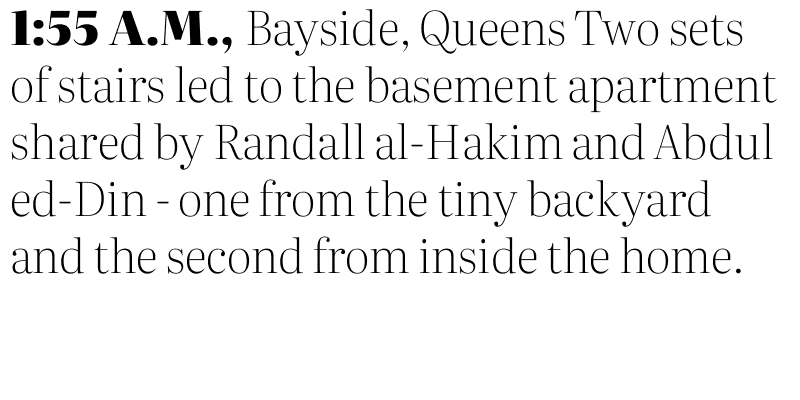 1:55 A.M., Bayside, Queens Two sets
of stairs led to the basement apartment
shared by Randall al-Hakim and Abdul
ed-Din - one from the tiny backyard
and the second from inside the home.